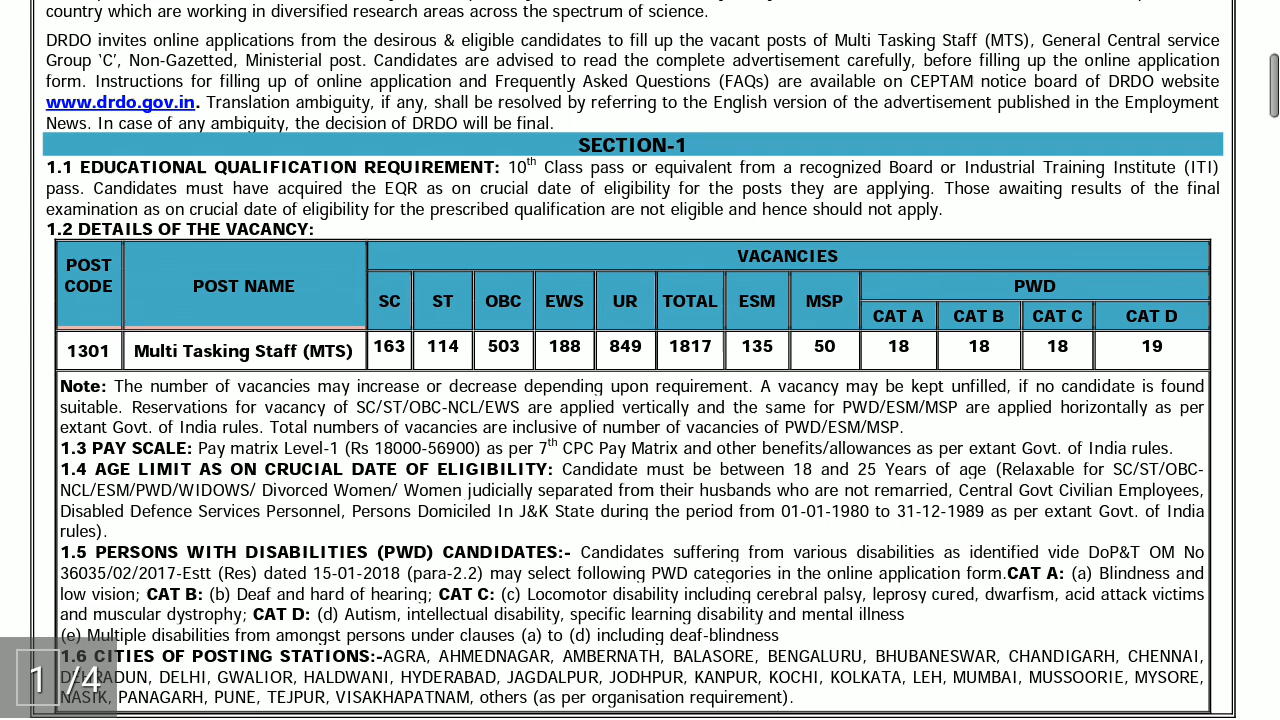 country which are working in diversified research areas across the spectrum of science.
DRDO invites online applications from the desirous & eligible candidates to fill up the vacant posts of Multi Tasking Staff (MTS), General Central service
Group ‘C’, Non-Gazetted, Ministerial post. Candidates are advised to read the complete advertisement carefully, before filling up the online application
form. Instructions for filling up of online application and Frequently Asked Questions (FAQs) are available on CEPTAM notice board of DRDO website
www.drdo.gov.in. Translation ambiguity, if any, shall be resolved by referring to the English version of the advertisement published in the Employment
News. In case of any ambiguity, the decision of DRDO will be final.
SECTION-1
1.1 EDUCATIONAL QUALIFICATION REQUIREMENT: 10th Class pass or equivalent from a recognized Board or Industrial Training Institute (ITI)
pass. Candidates must have acquired the EQR as on crucial date of eligibility for the posts they are applying. Those awaiting results of the final
examination as on crucial date of eligibility for the prescribed qualification are not eligible and hence should not apply.
1.2 DETAILS OF THE VACANCY:
POST CODE POST NAME VACANCIES
SC ST OBC EWS UR TOTAL ESM MSP PWD
CAT A CAT B CAT C CAT D
1301 Multi Tasking Staff (MTS) 163 114 503 188 849 1817 135 50 18 18 18 19
Note: The number of vacancies may increase or decrease depending upon requirement. A vacancy may be kept unfilled, if no candidate is found
suitable. Reservations for vacancy of SC/ST/OBC-NCL/EWS are applied vertically and the same for PWD/ESM/MSP are applied horizontally as per
extant Govt. of India rules. Total numbers of vacancies are inclusive of number of vacancies of PWD/ESM/MSP.
1.3 PAY SCALE: Pay matrix Level-1 (Rs 18000-56900) as per 7th CPC Pay Matrix and other benefits/allowances as per extant Govt. of India rules.
1.4 AGE LIMIT AS ON CRUCIAL DATE OF ELIGIBILITY: Candidate must be between 18 and 25 Years of age (Relaxable for SC/ST/OBC-
NCL/ESM/PWD/WIDOWS/ Divorced Women/ Women judicially separated from their husbands who are not remarried, Central Govt Civilian Employees,
Disabled Defence Services Personnel, Persons Domiciled In J&K State during the period from 01-01-1980 to 31-12-1989 as per extant Govt. of India
rules).
1.5 PERSONS WITH DISABILITIES (PWD) CANDIDATES:- Candidates suffering from various disabilities as identified vide DoP&T OM No
36035/02/2017-Estt (Res) dated 15-01-2018 (para-2.2) may select following PWD categories in the online application form.CAT A: (a) Blindness and
low vision; CAT B: (b) Deaf and hard of hearing; CAT C: (c) Locomotor disability including cerebral palsy, leprosy cured, dwarfism, acid attack victims
and muscular dystrophy; CAT D: (d) Autism, intellectual disability, specific learning disability and mental illness
(e) Multiple disabilities from amongst persons under clauses (a) to (d) including deaf-blindness
1.6 CITIES OF POSTING STATIONS:-AGRA, AHMEDNAGAR, AMBERNATH, BALASORE, BENGALURU, BHUBANESWAR, CHANDIGARH, CHENNAI,
DEHRADUN, DELHI, GWALIOR, HALDWANI, HYDERABAD, JAGDALPUR, JODHPUR, KANPUR, KOCHI, KOLKATA, LEH, MUMBAI, MUSSOORIE, MYSORE,
NASIK, PANAGARH, PUNE, TEJPUR, VISAKHAPATNAM, others (as per organisation requirement).
1 /4